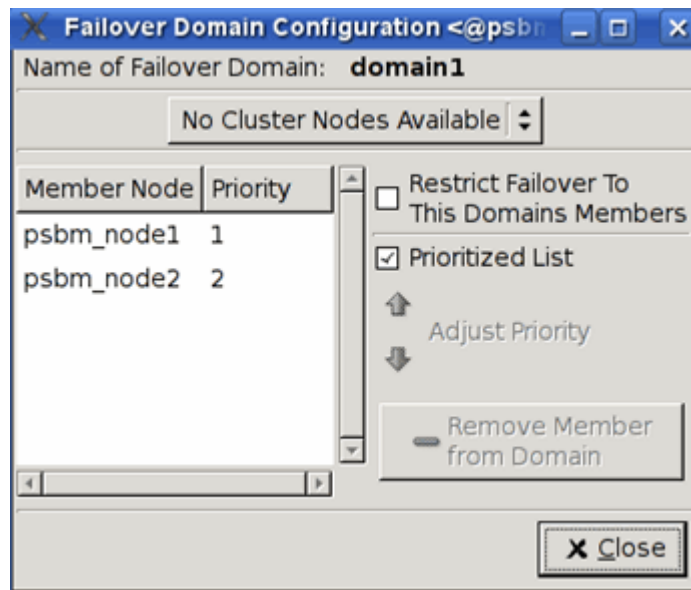 Failover Domain Configuration <@psbn
Name of Failover Domain: domain1
No Cluster Nodes Available
Member Node Priority
psbm_node1 1
psbm_node2 2
Restrict Failover To
This Domains Members
Prioritized List
Adjust Priority
Remove Member
from Domain
Close